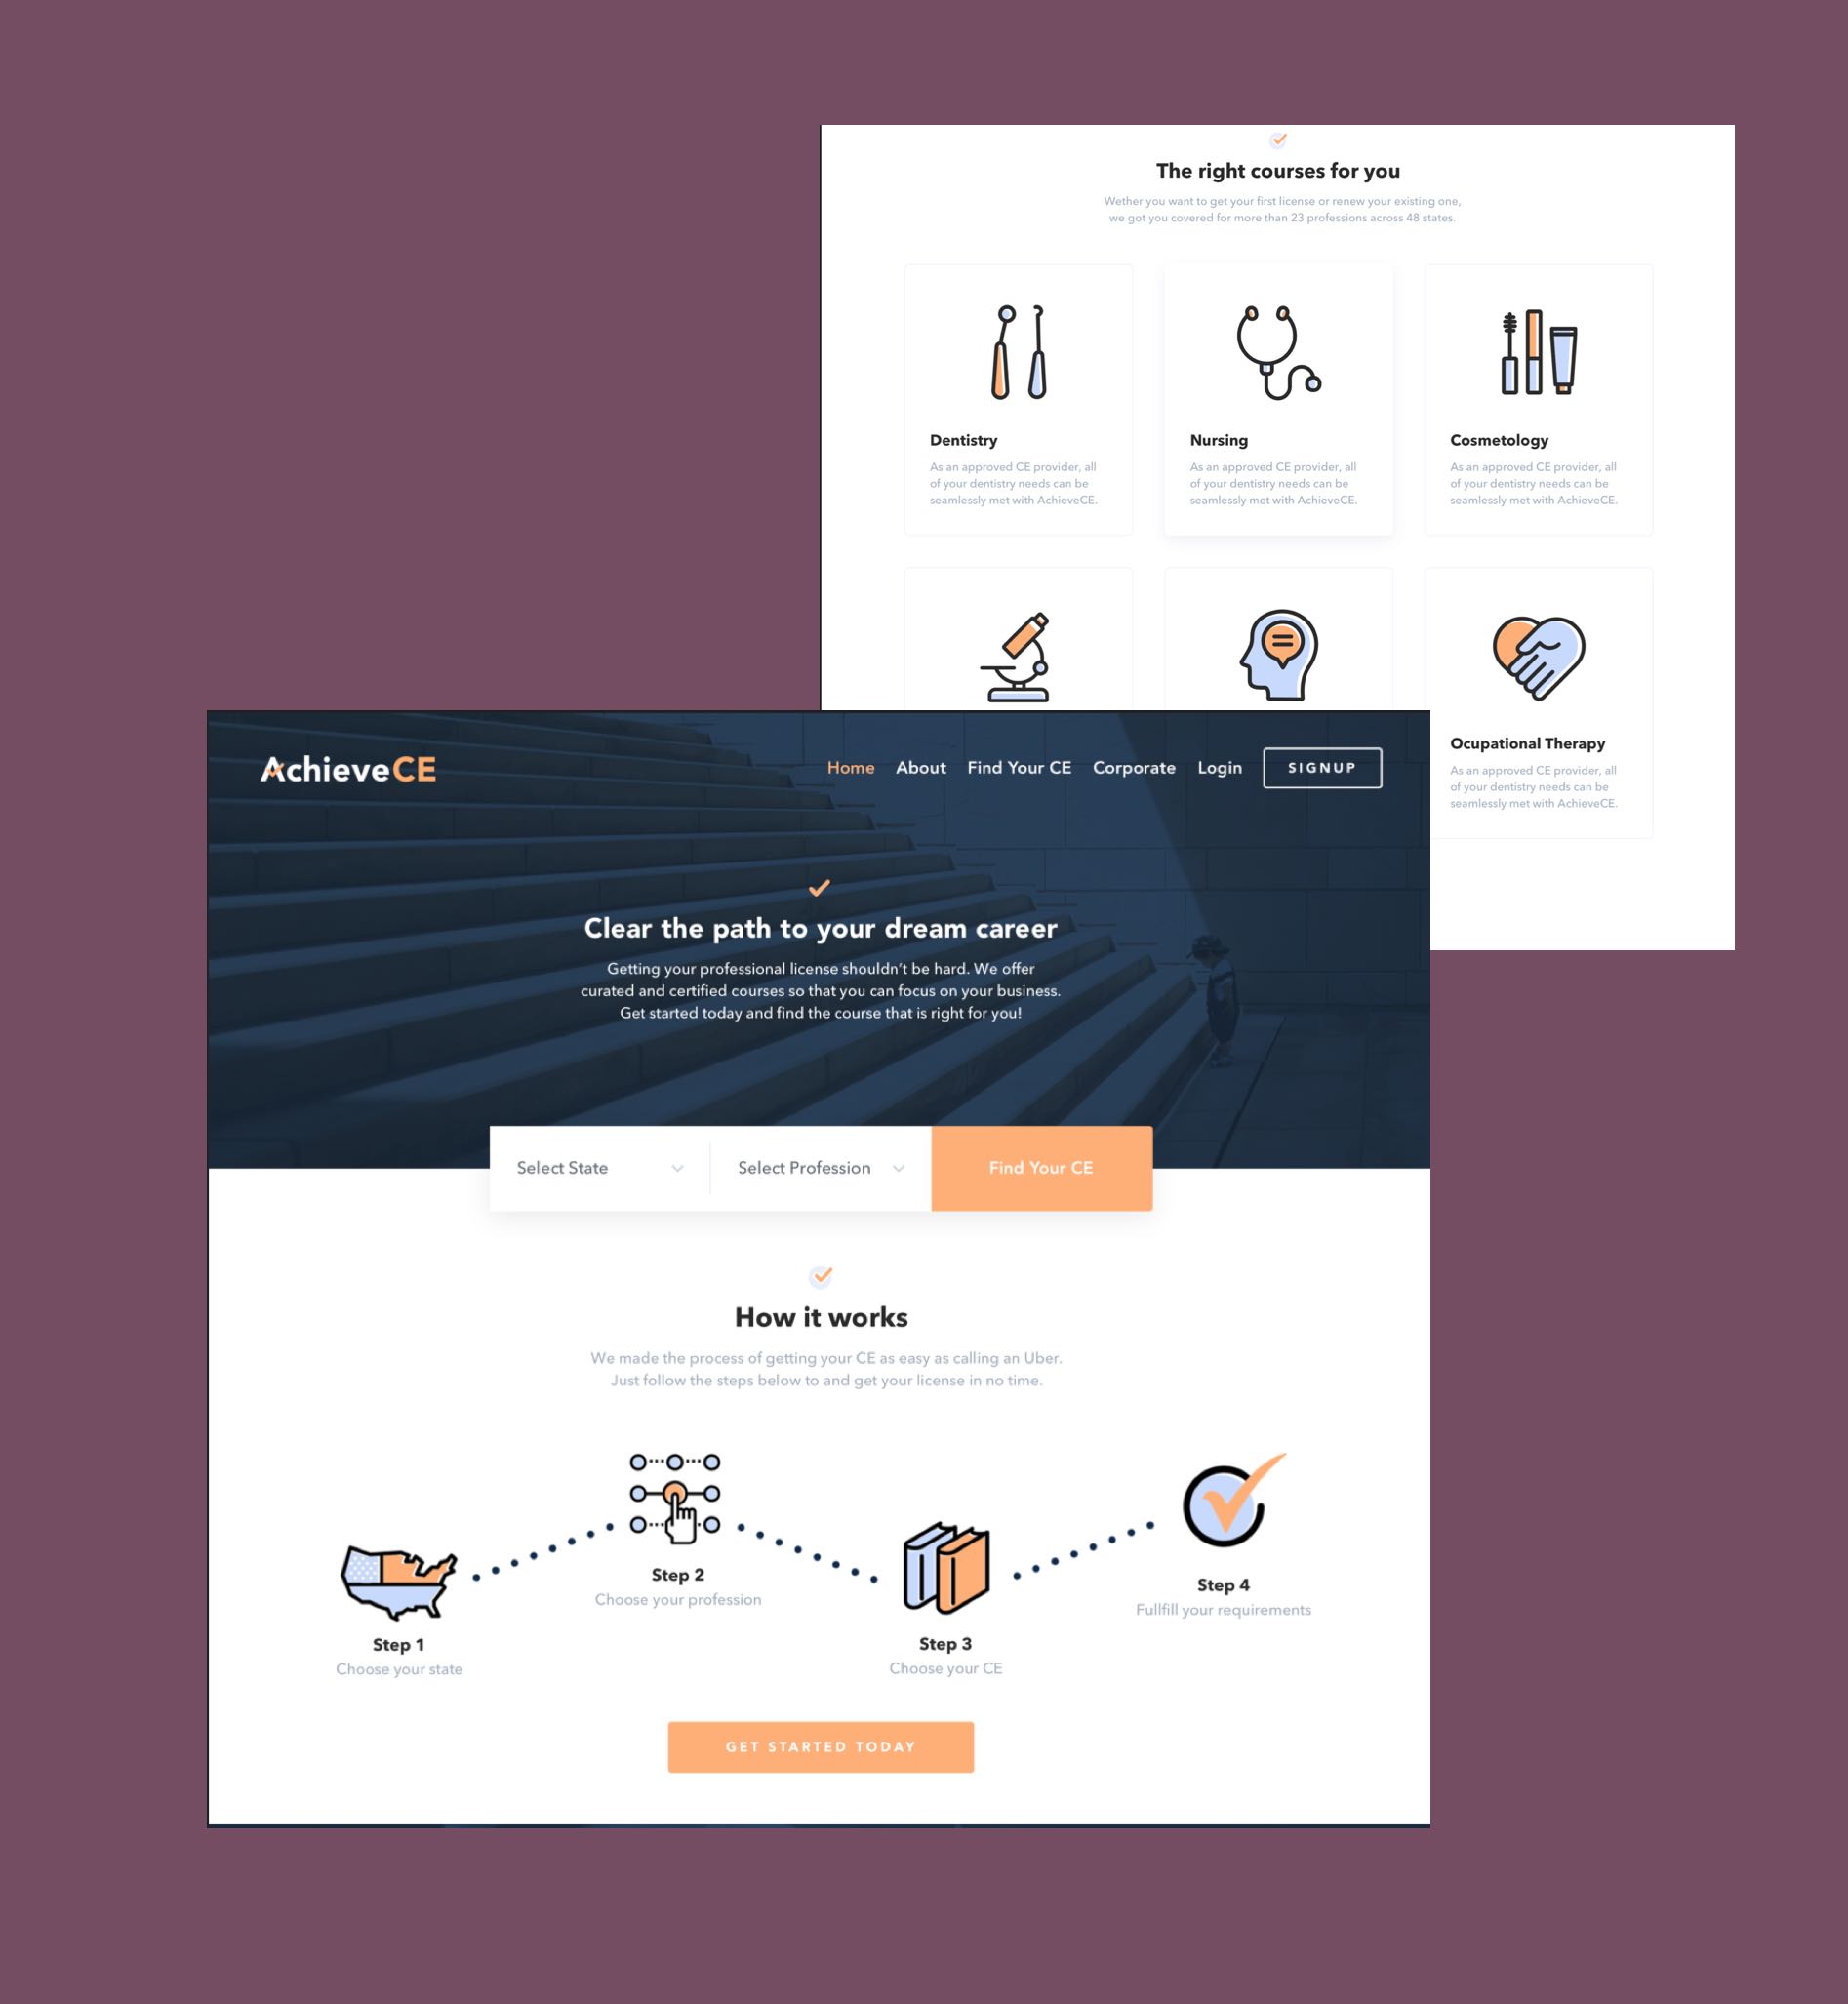 The right courses for you
Wether you want to get your first license or renew your existing one,
we got you covered for more than 23 professions across 48 states.
Dentistry
As an approved CE provider, all
of your dentistry needs can be
seamlessly met with AchieveCE.
Nursing
As an approved CE provider, all
of your dentistry needs can be
seamlessly met with AchieveCE.
Cosmetology
As an approved CE provider, all
of your dentistry needs can be
seamlessly met with AchieveCE.
Ocupational Therapy
As an approved CE provider, all
of your dentistry needs can be
seamlessly met with AchieveCE.
AchieveCE
Home About Find Your CE Corporate Login SIGNUP
Clear the path to your dream career
Getting your professional license shouldn't be hard. We offer
curated and certified courses so that you can focus on your business.
Get started today and find the course that is right for you!
Select State Select Profession Find Your CE
How it works
We made the process of getting your CE as easy as calling an Uber.
Just follow the steps below to and get your license in no time.
Step 1
Choose your state
Step 2
Choose your profession
Step 3
Choose your CE
Step 4
Fullfill your requirements
GET STARTED TODAY